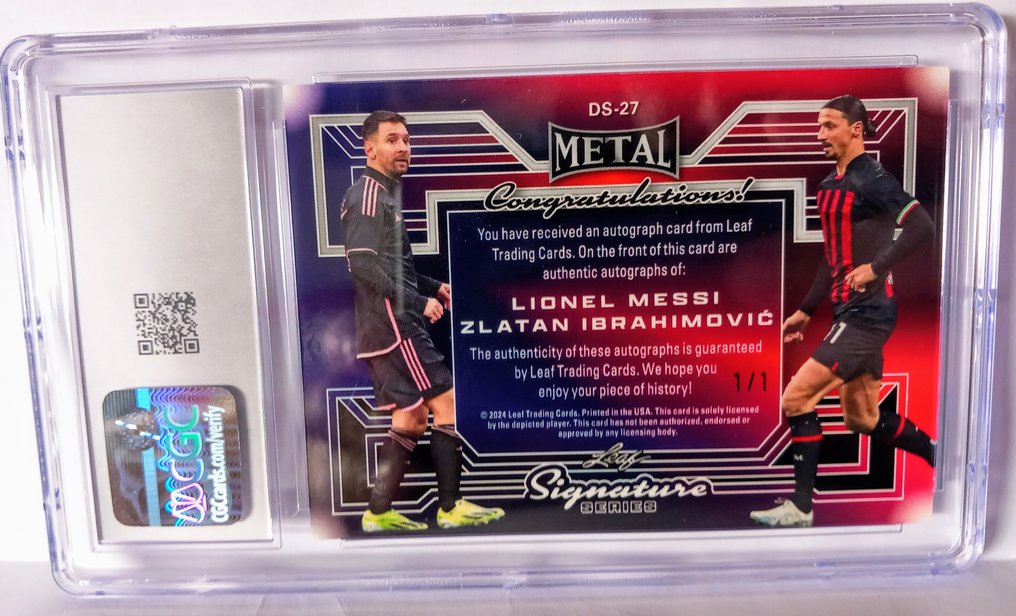 DS-27
METAL
Congratulations!
You have received an autograph card from Leaf
Trading Cards. On the front of this card are
authentic autographs of:
LIONEL MESSI
ZLATAN IBRAHIMOVIĆ
The authenticity of these autographs is guaranteed
by Leaf Trading Cards. We hope you
enjoy your piece of history!
1/1
© 2024 Leaf Trading Cards. Printed in the USA. This card is solely licensed
by the depicted player. This card has not been authorized, endorsed or
approved by any licensing body.
Leaf
Signature
SERIES
CGC
CGCcards.com/verify